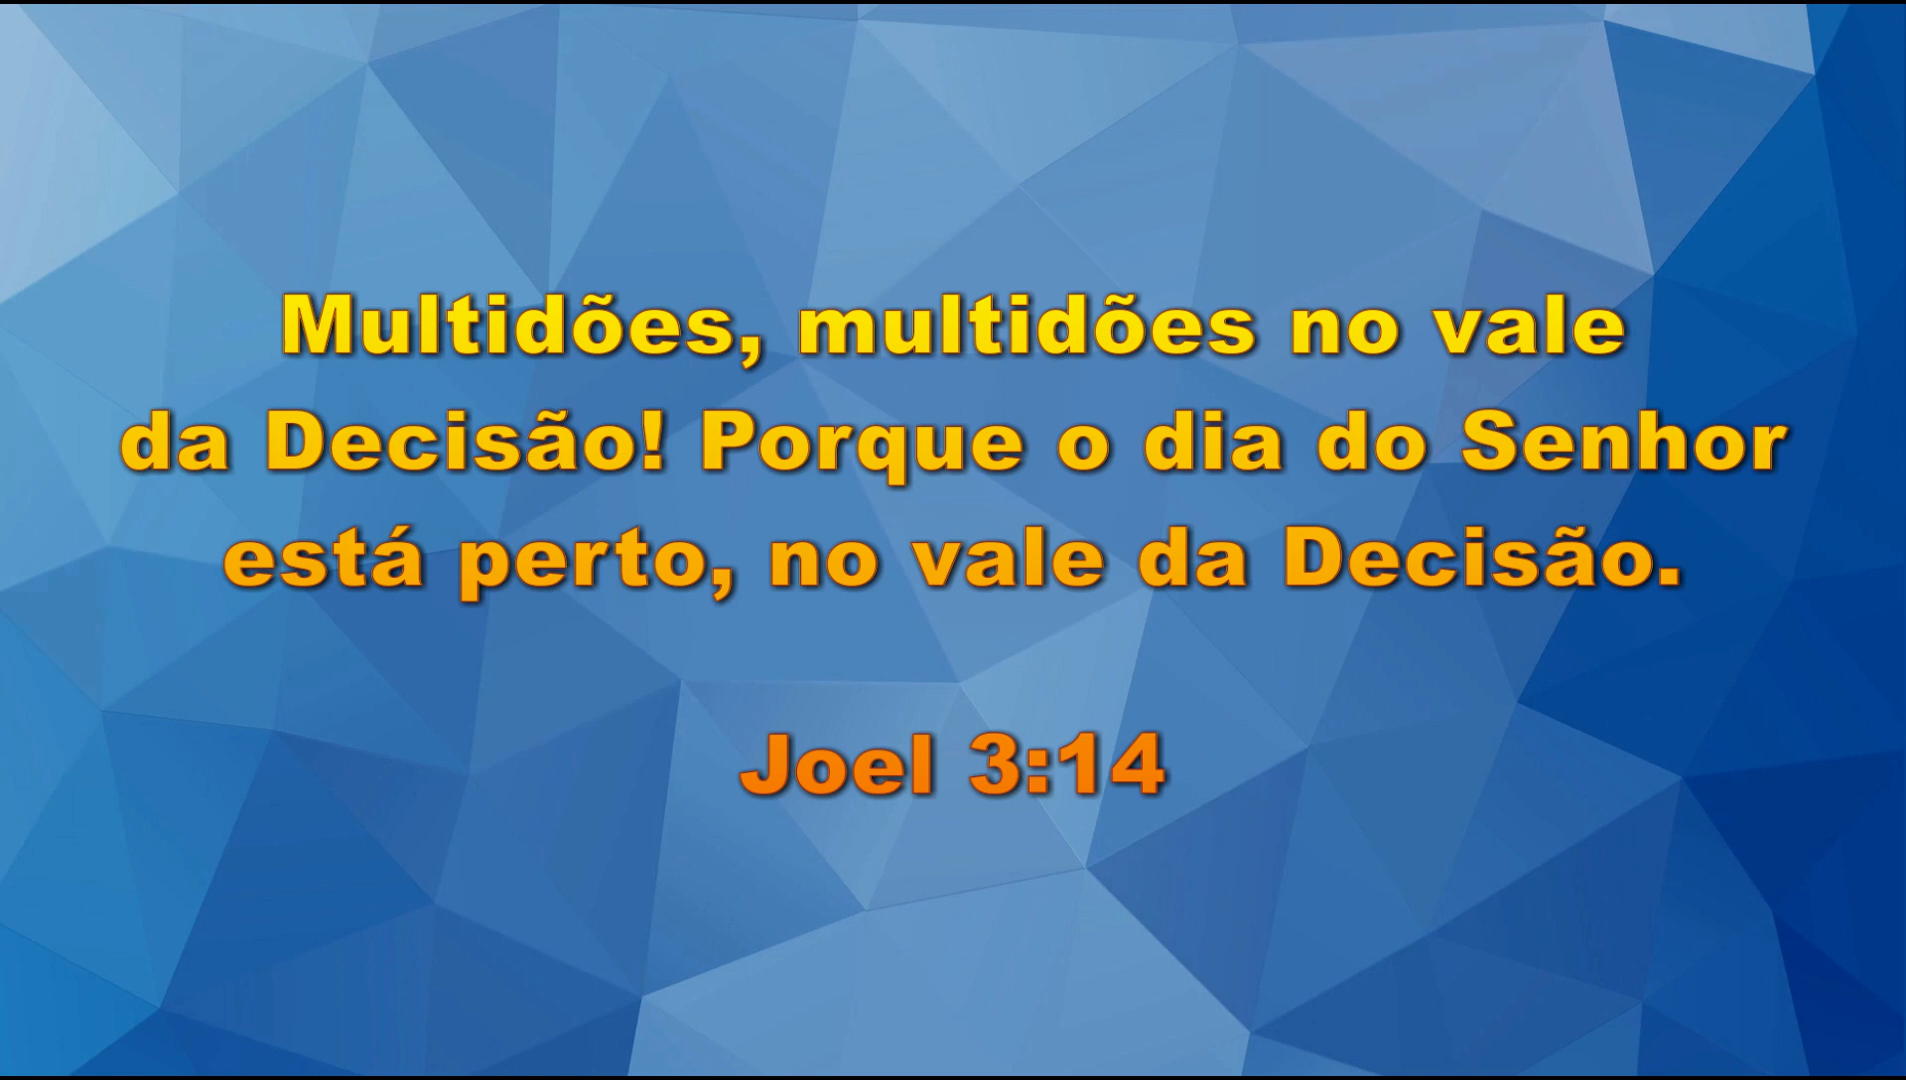 Multidões, multidões no vale
da Decisão! Porque o dia do Senhor
está perto, no vale da Decisão.
Joel 3:14